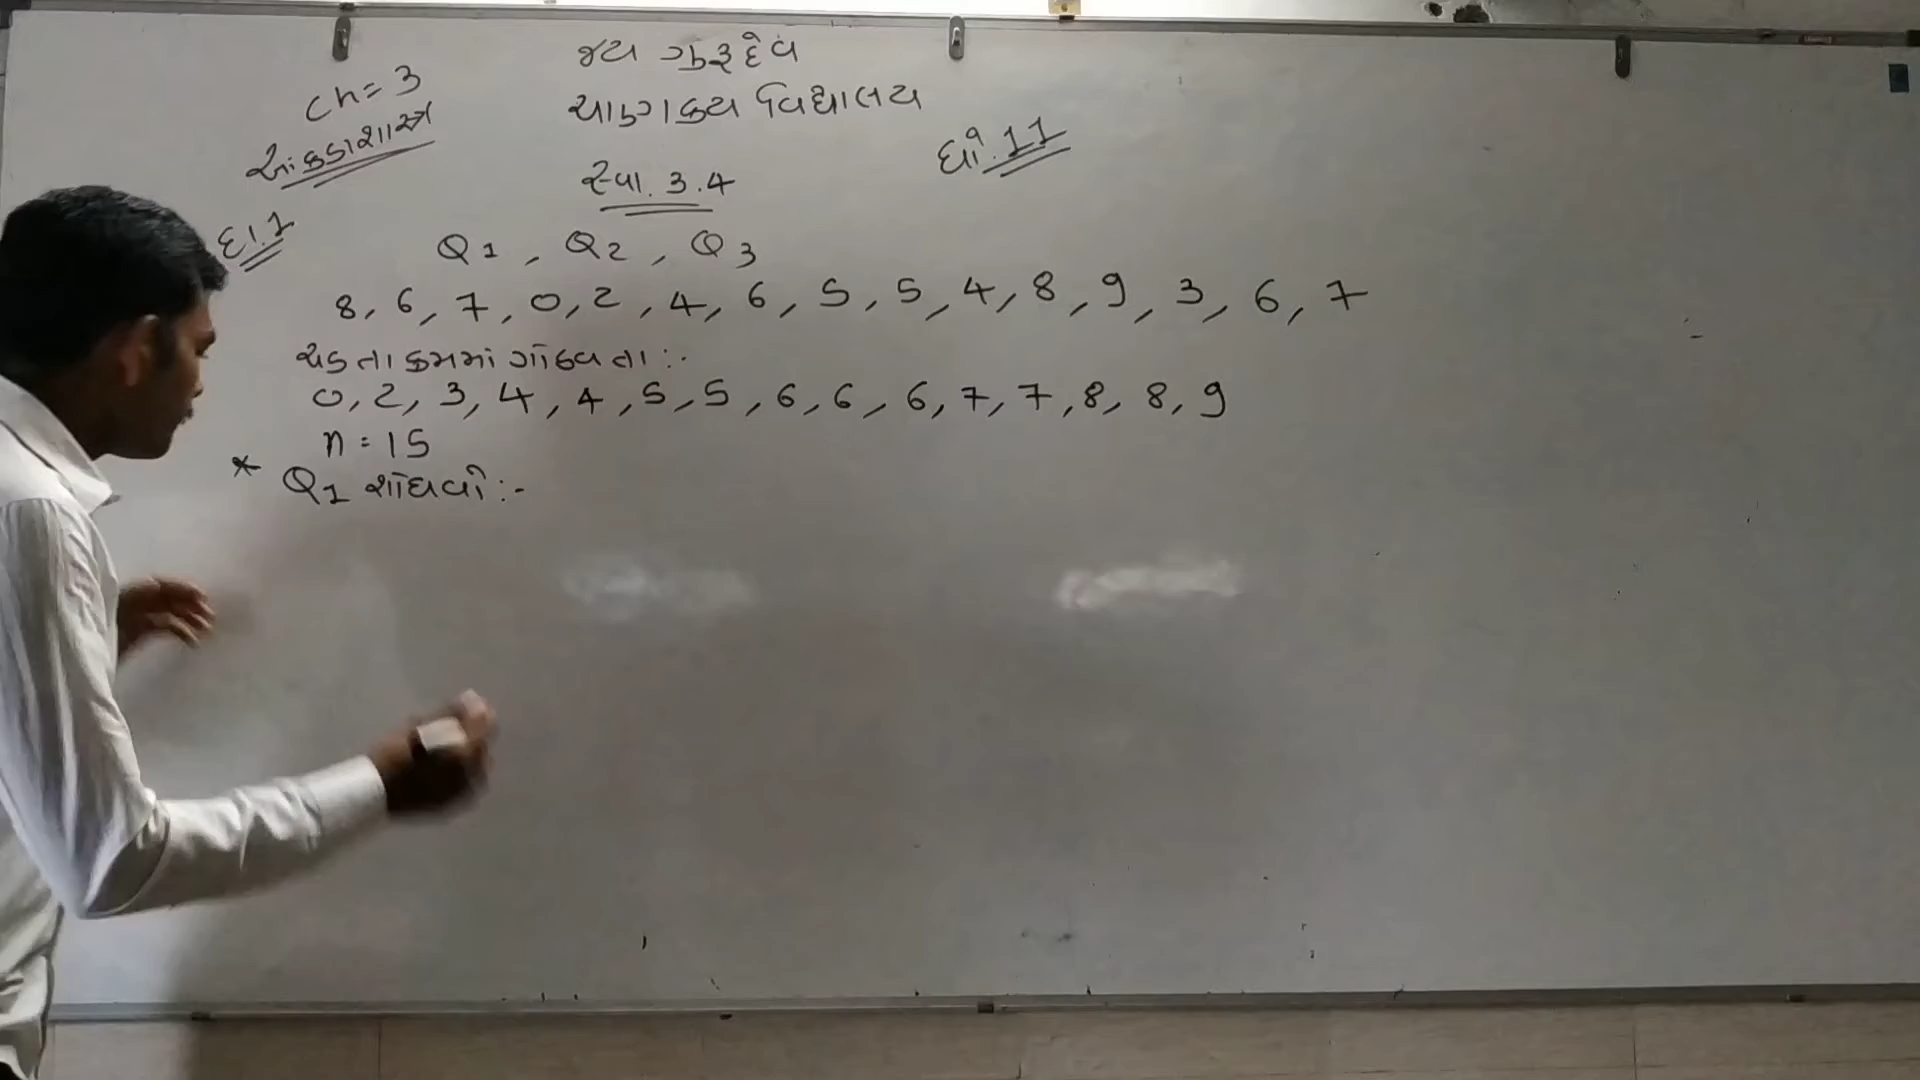 જય ગુરૂદેવ
ચાણક્ય વિદ્યાલય
ch = 3
આંકડાશાસ્ત્ર
ધો. 11
સ્વા. 3.4
દા. 1
Q1, Q2, Q3
8, 6, 7, 0, 2, 4, 6, 5, 5, 4, 8, 9, 3, 6, 7
ચડતા ક્રમમાં ગોઠવતા :-
0, 2, 3, 4, 4, 5, 5, 6, 6, 6, 7, 7, 8, 8, 9
n = 15
* Q1 શોધવો :-